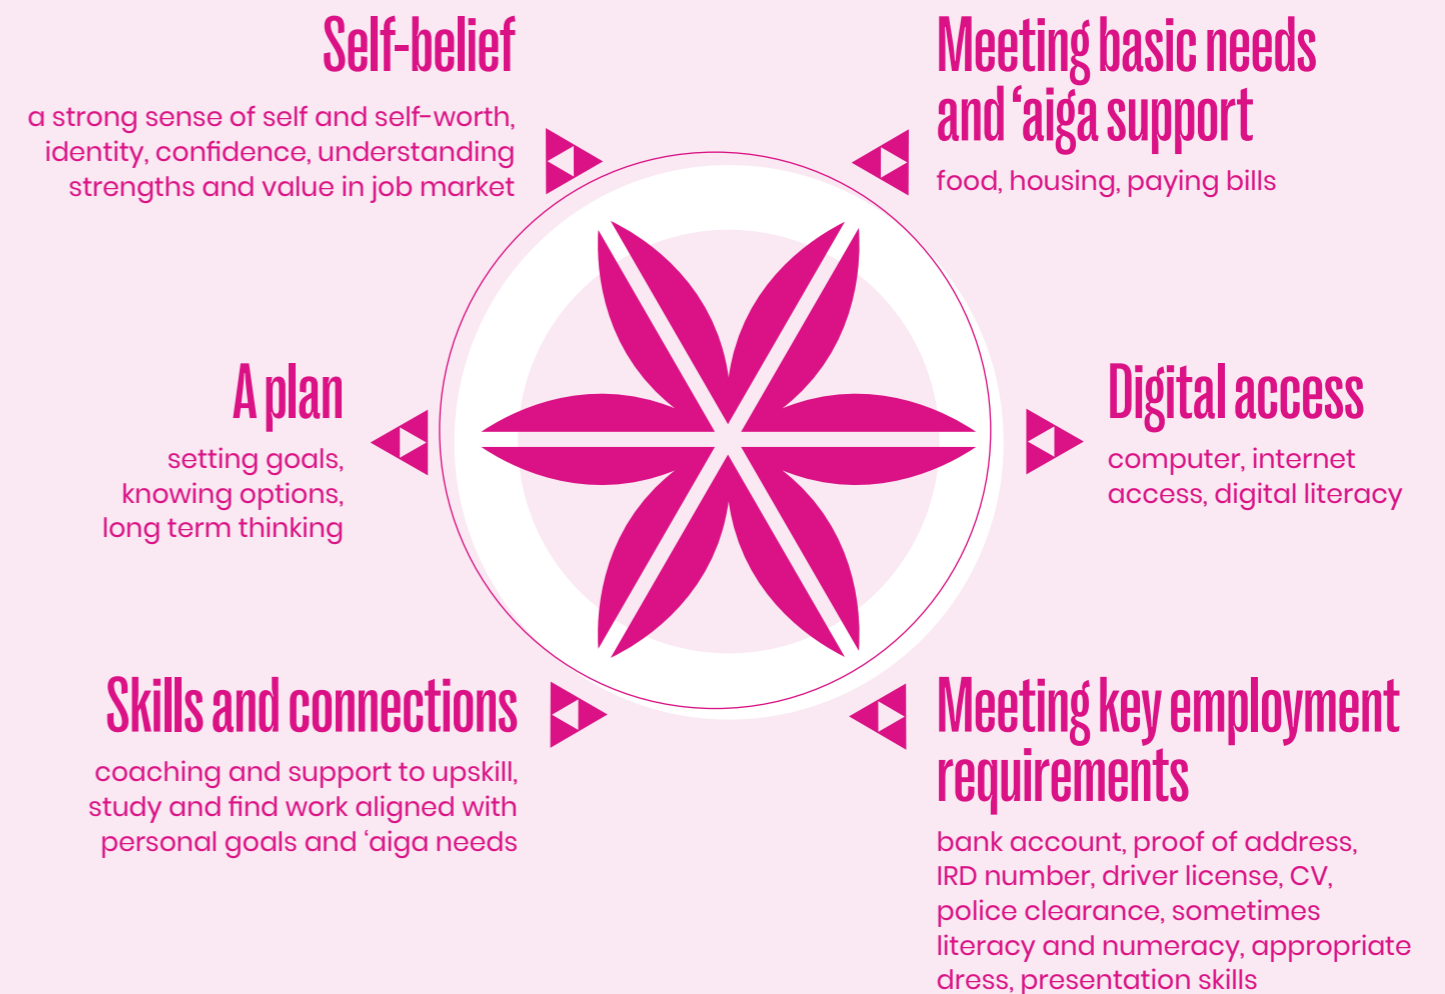 Self-belief
a strong sense of self and self-worth,
identity, confidence, understanding
strengths and value in job market
Meeting basic needs
and ‘aiga support
food, housing, paying bills
A plan
setting goals,
knowing options,
long term thinking
Digital access
computer, internet
access, digital literacy
Skills and connections
coaching and support to upskill,
study and find work aligned with
personal goals and ‘aiga needs
Meeting key employment
requirements
bank account, proof of address,
IRD number, driver license, CV,
police clearance, sometimes
literacy and numeracy, appropriate
dress, presentation skills